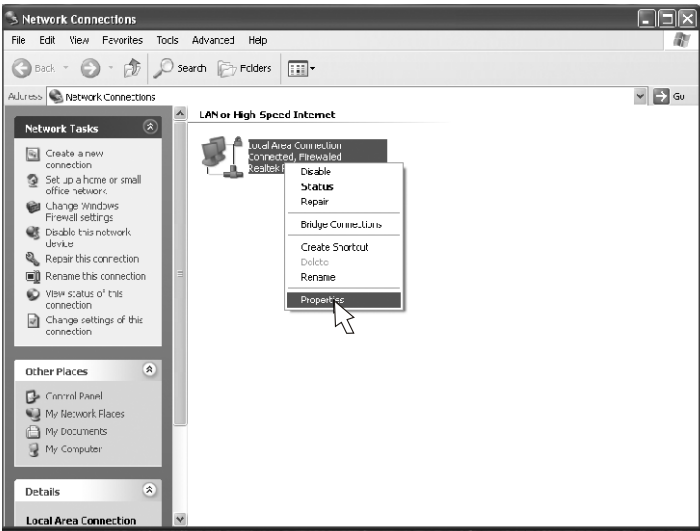 Network Connections
File Edit View Favorites Tools Advanced Help
Back Search Folders
Address Network Connections Go
LAN or High-Speed Internet
Network Tasks
Create a new
connection
Set up a home or small
office network
Change Windows
Firewall settings
Disable this network
device
Repair this connection
Rename this connection
View status of this
connection
Change settings of this
connection
Other Places
Control Panel
My Network Places
My Documents
My Computer
Details
Local Area Connection
Local Area Connection
Connected, Firewalled
Realtek
Disable
Status
Repair
Bridge Connections
Create Shortcut
Delete
Rename
Properties